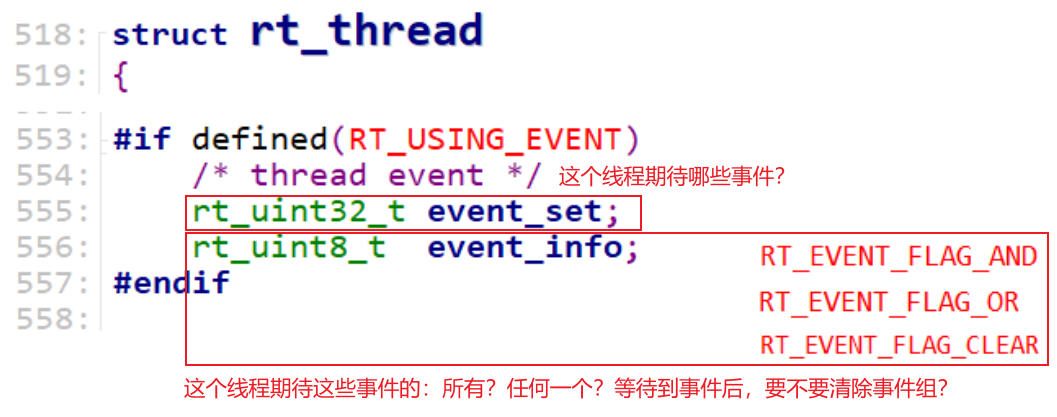 518: struct rt_thread
519: {
553: #if defined(RT_USING_EVENT)
554: /* thread event */ 这个线程期待哪些事件?
555: rt_uint32_t event_set;
556: rt_uint8_t event_info; RT_EVENT_FLAG_AND
557: #endif RT_EVENT_FLAG_OR
558: RT_EVENT_FLAG_CLEAR
这个线程期待这些事件的：所有？任何一个？等待到事件后，要不要清除事件组？